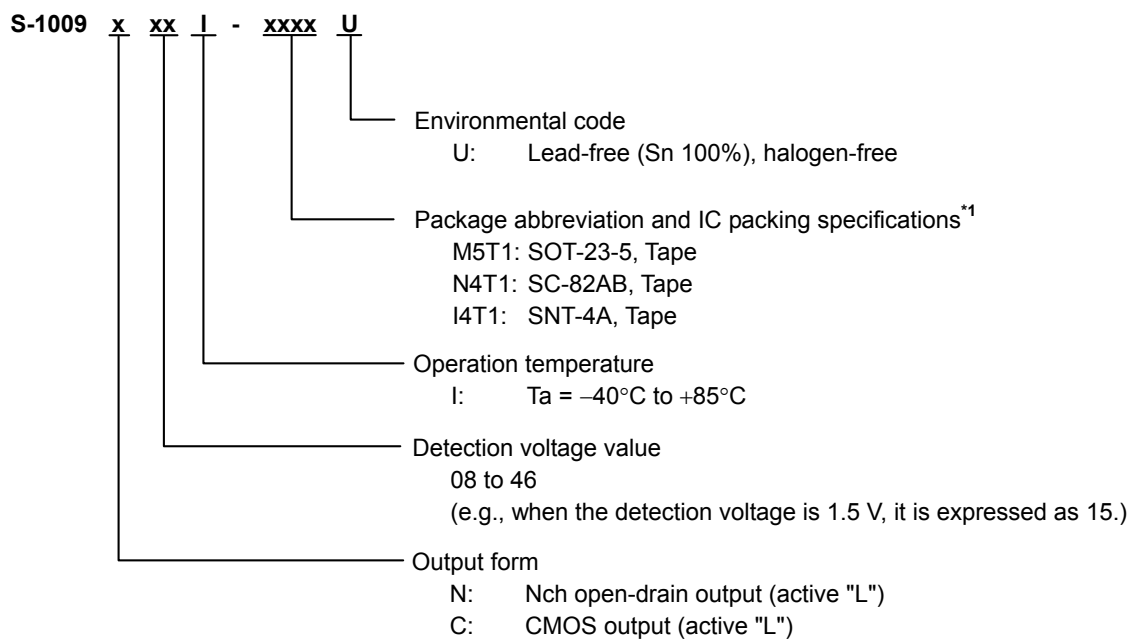 S-1009 x xx I - xxxx U
Environmental code
U: Lead-free (Sn 100%), halogen-free
Package abbreviation and IC packing specifications*1
M5T1: SOT-23-5, Tape
N4T1: SC-82AB, Tape
I4T1: SNT-4A, Tape
Operation temperature
I: Ta = −40°C to +85°C
Detection voltage value
08 to 46
(e.g., when the detection voltage is 1.5 V, it is expressed as 15.)
Output form
N: Nch open-drain output (active "L")
C: CMOS output (active "L")